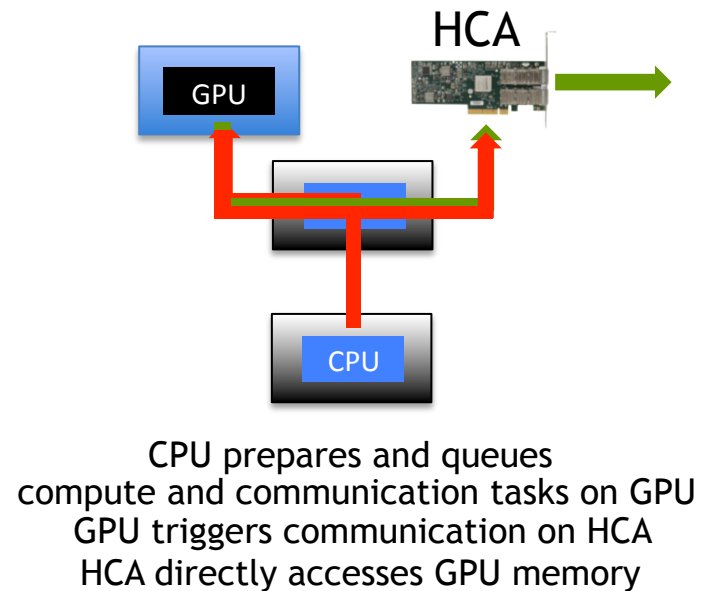 HCA
GPU
CPU
CPU prepares and queues
compute and communication tasks on GPU
GPU triggers communication on HCA
HCA directly accesses GPU memory